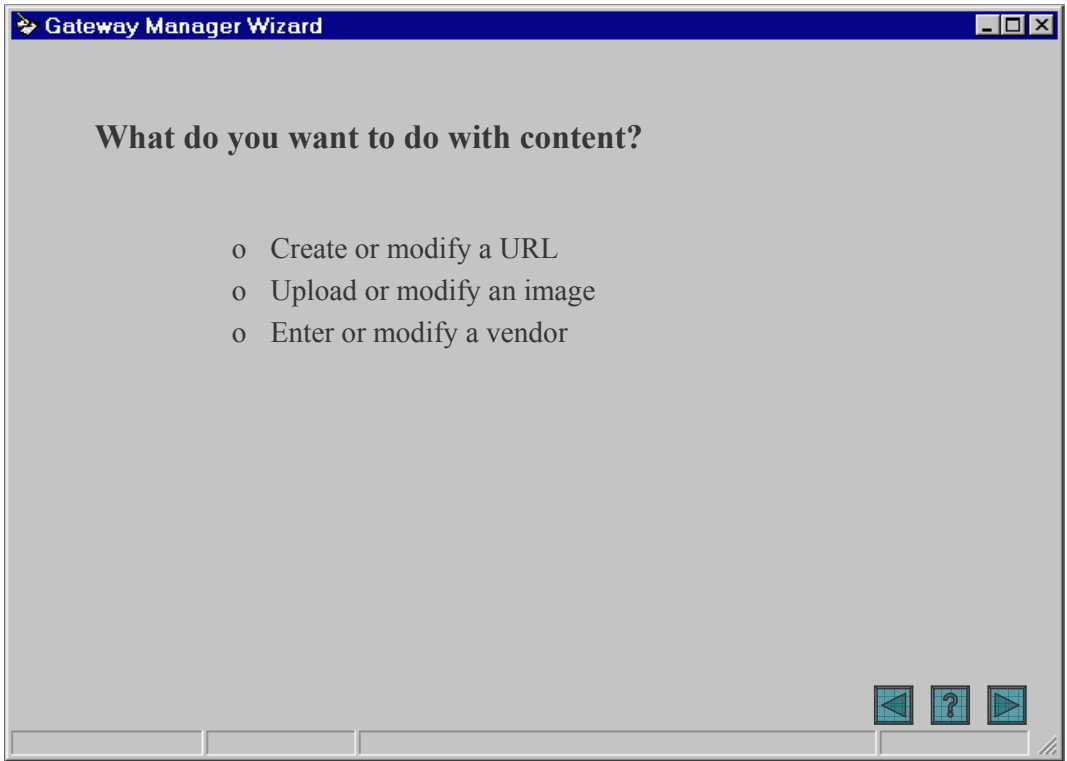 Gateway Manager Wizard
What do you want to do with content?
o Create or modify a URL
o Upload or modify an image
o Enter or modify a vendor
?